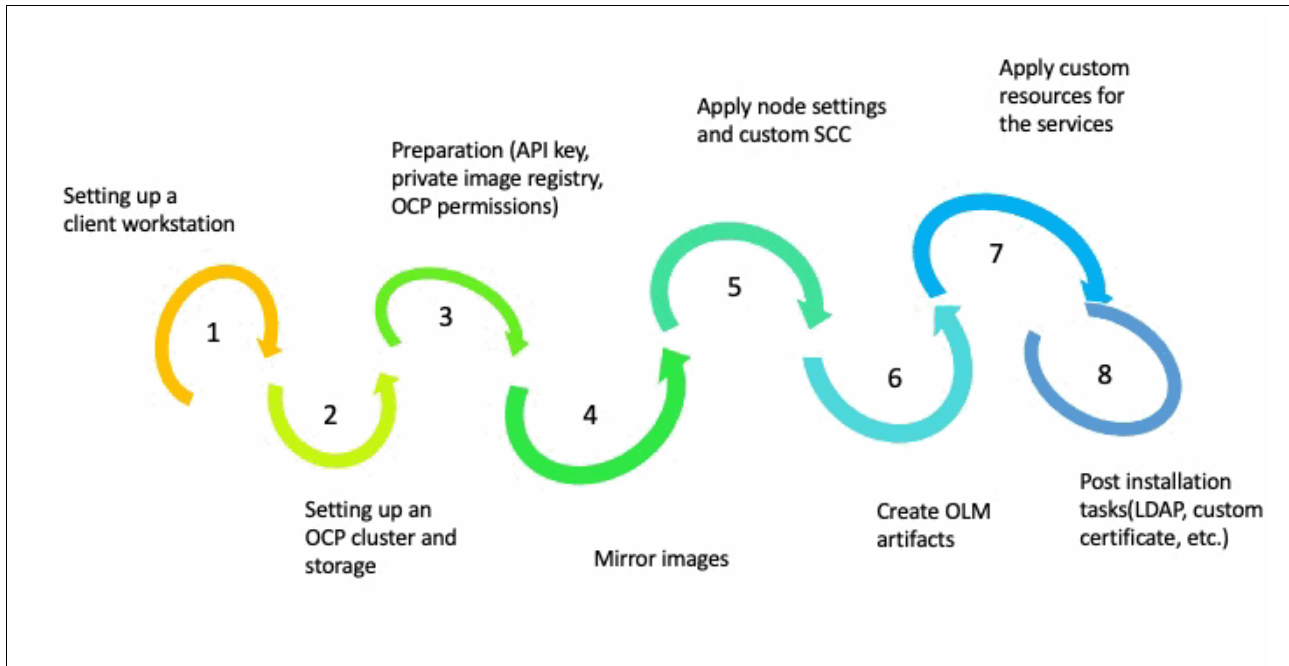 Setting up a
client workstation
1
2
Setting up an
OCP cluster and
storage
Preparation (API key,
private image registry,
OCP permissions)
3
4
Mirror images
Apply node settings
and custom SCC
5
6
Create OLM
artifacts
Apply custom
resources for
the services
7
8
Post installation
tasks(LDAP, custom
certificate, etc.)